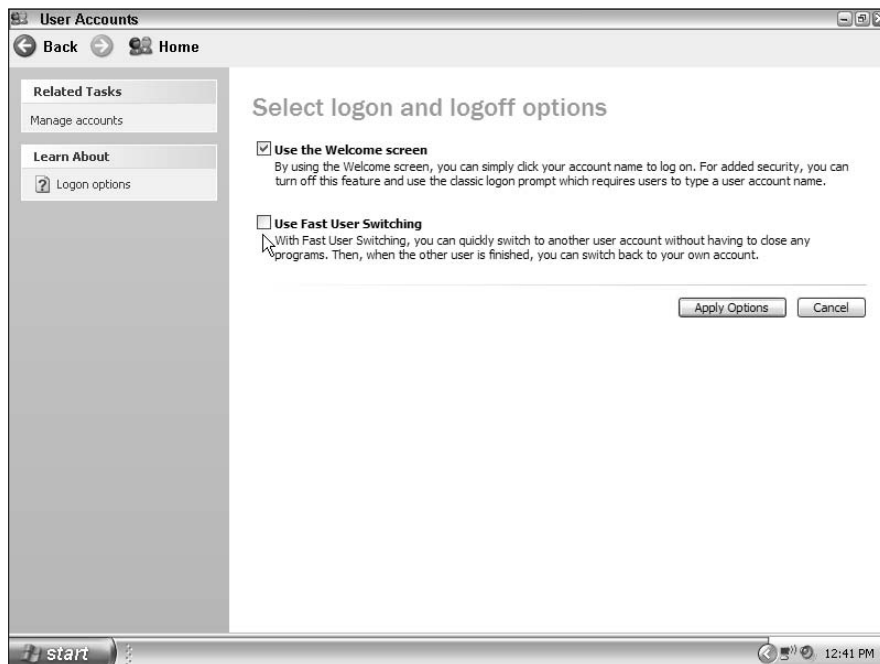 User Accounts
Back Home
Related Tasks
Manage accounts
Learn About
Logon options
Select logon and logoff options
Use the Welcome screen
By using the Welcome screen, you can simply click your account name to log on. For added security, you can
turn off this feature and use the classic logon prompt which requires users to type a user account name.
Use Fast User Switching
With Fast User Switching, you can quickly switch to another user account without having to close any
programs. Then, when the other user is finished, you can switch back to your own account.
Apply Options Cancel
start 12:41 PM